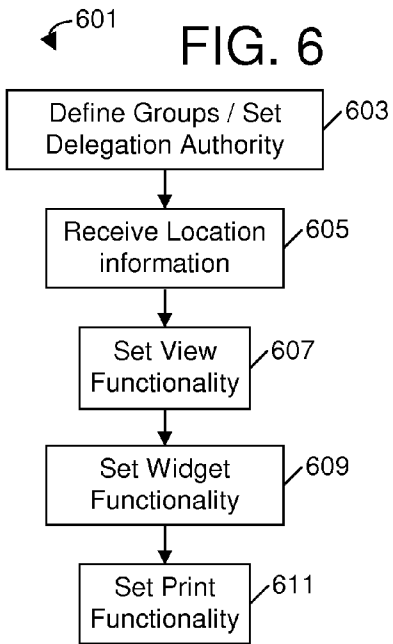 601
FIG. 6
Define Groups / Set
Delegation Authority
603
Receive Location
information
605
Set View
Functionality
607
Set Widget
Functionality
609
Set Print
Functionality
611